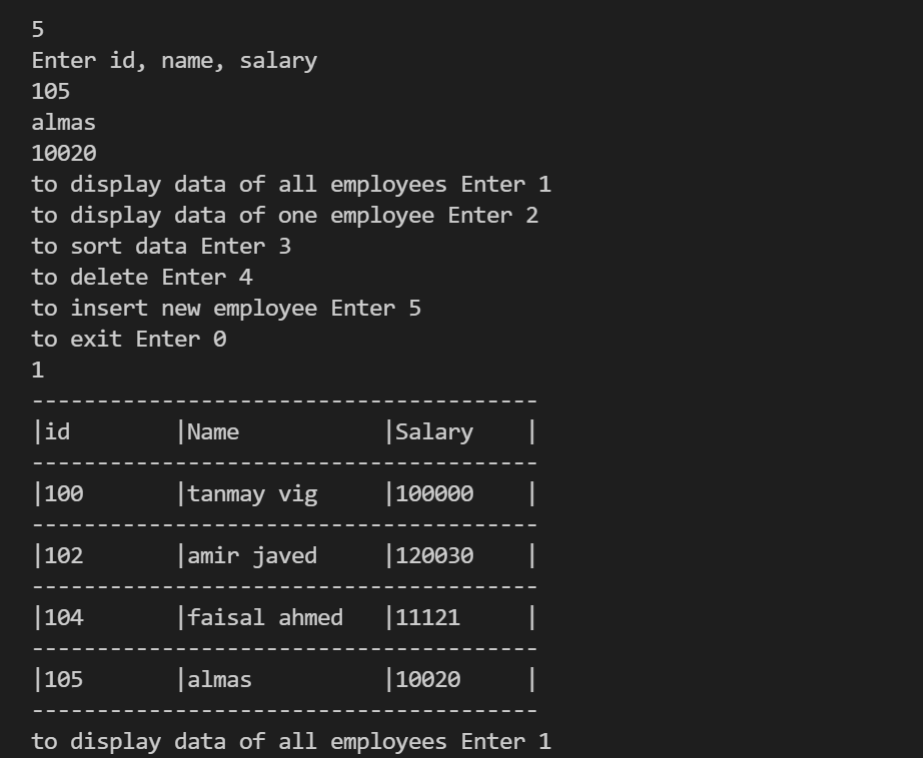 5
Enter id, name, salary
105
almas
10020
to display data of all employees Enter 1
to display data of one employee Enter 2
to sort data Enter 3
to delete Enter 4
to insert new employee Enter 5
to exit Enter 0
1
---------------------------------------
|id        |Name           |Salary    |
---------------------------------------
|100       |tanmay vig     |100000    |
---------------------------------------
|102       |amir javed     |120030    |
---------------------------------------
|104       |faisal ahmed   |11121     |
---------------------------------------
|105       |almas          |10020     |
---------------------------------------
to display data of all employees Enter 1